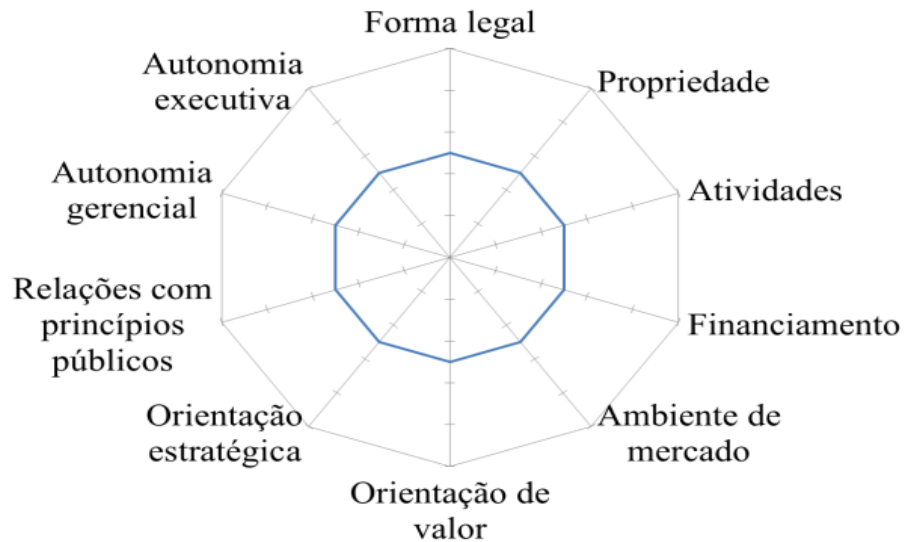 Forma legal
Propriedade
Atividades
Financiamento
Ambiente de
mercado
Orientação de
valor
Orientação
estratégica
Relações com
princípios
públicos
Autonomia
gerencial
Autonomia
executiva